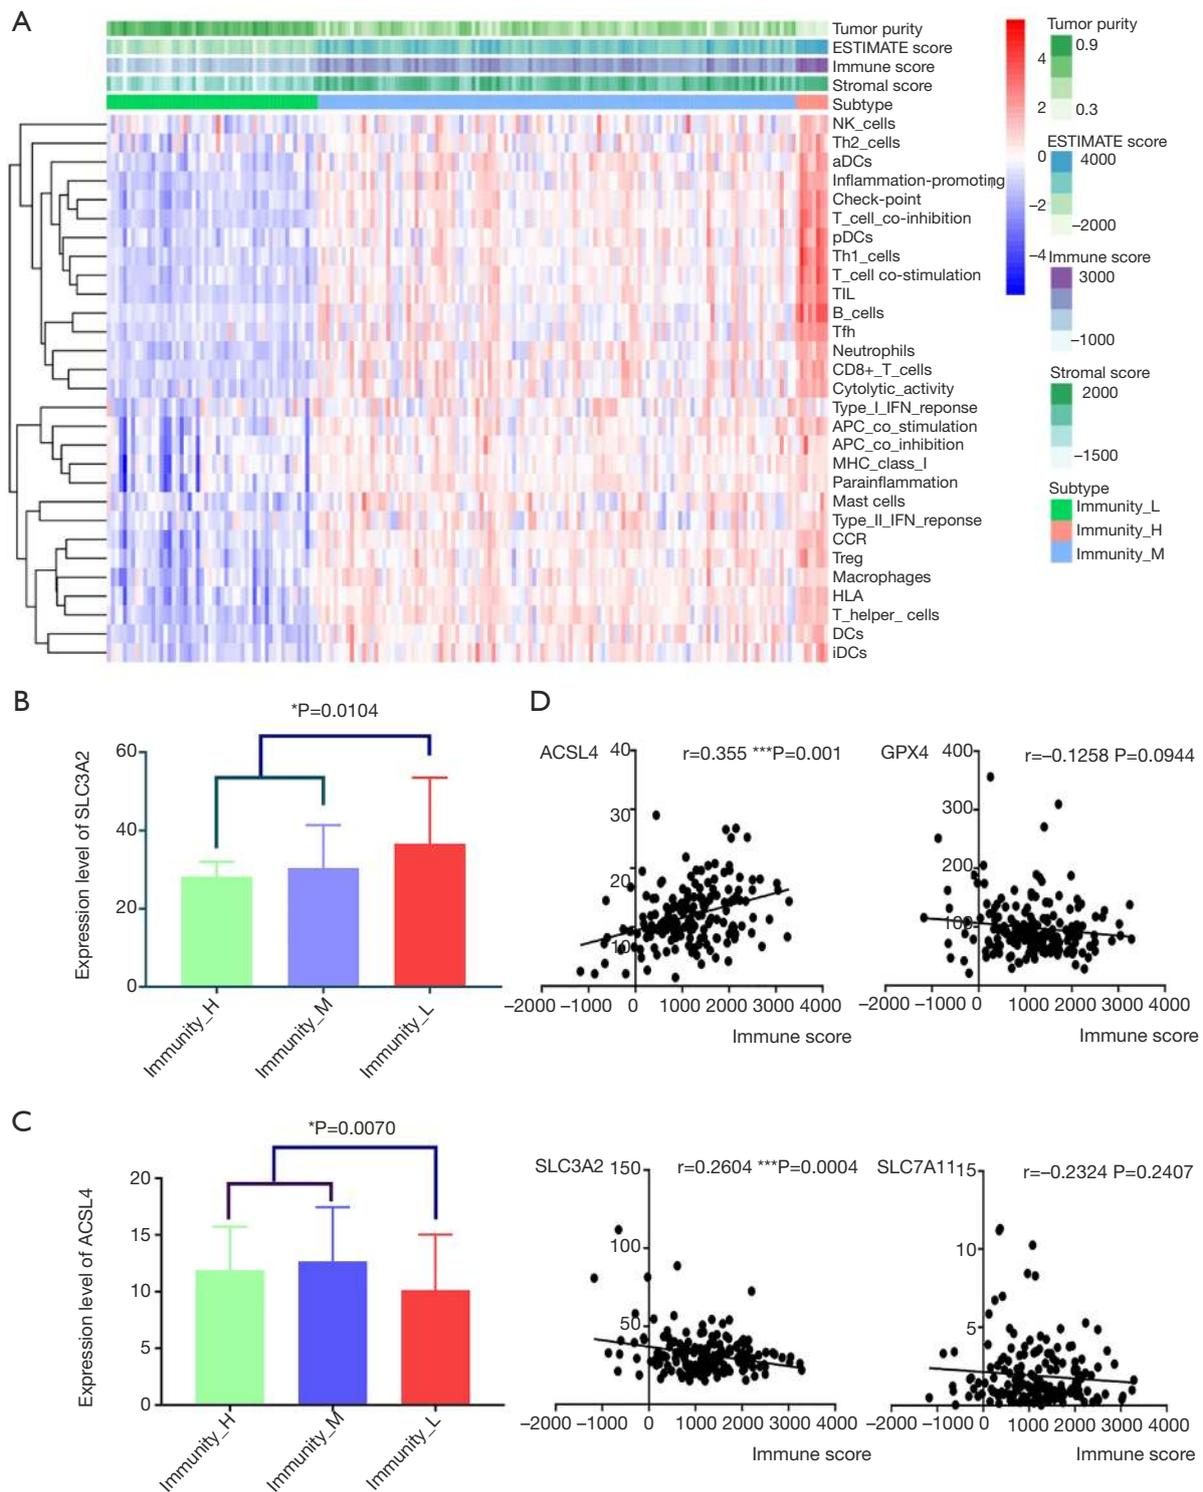 A
Tumor purity
ESTIMATE score
Immune score
Stromal score
Subtype
NK_cells
Th2_cells
aDCs
Inflammation-promoting
Check-point
T_cell_co-inhibition
pDCs
Th1_cells
T_cell co-stimulation
TIL
B_cells
Tfh
Neutrophils
CD8+_T_cells
Cytolytic_activity
Type_I_IFN_reponse
APC_co_stimulation
APC_co_inhibition
MHC_class_I
Parainflammation
Mast cells
Type_II_IFN_reponse
CCR
Treg
Macrophages
HLA
T_helper_ cells
DCs
iDCs
4
2
0
−2
−4
Tumor purity
0.9
0.3
ESTIMATE score
4000
−2000
Immune score
3000
−1000
Stromal score
2000
−1500
Subtype
Immunity_L
Immunity_H
Immunity_M
B
*P=0.0104
Expression level of SLC3A2
60
40
20
0
Immunity_H
Immunity_M
Immunity_L
D
ACSL4
r=0.355 ***P=0.001
40
30
20
10
−2000 −1000 0 1000 2000 3000 4000
Immune score
GPX4
r=−0.1258 P=0.0944
400
300
200
100
−2000 −1000 0 1000 2000 3000 4000
Immune score
C
*P=0.0070
Expression level of ACSL4
20
15
10
5
0
Immunity_H
Immunity_M
Immunity_L
SLC3A2
r=0.2604 ***P=0.0004
150
100
50
−2000 −1000 0 1000 2000 3000 4000
Immune score
SLC7A11
r=−0.2324 P=0.2407
15
10
5
−2000 −1000 0 1000 2000 3000 4000
Immune score